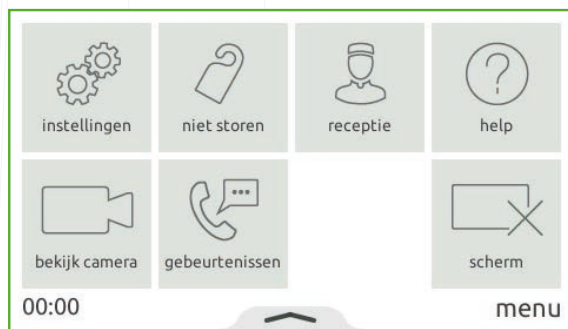 instellingen
niet storen
receptie
help
bekijk camera
gebeurtenissen
scherm
00:00
menu